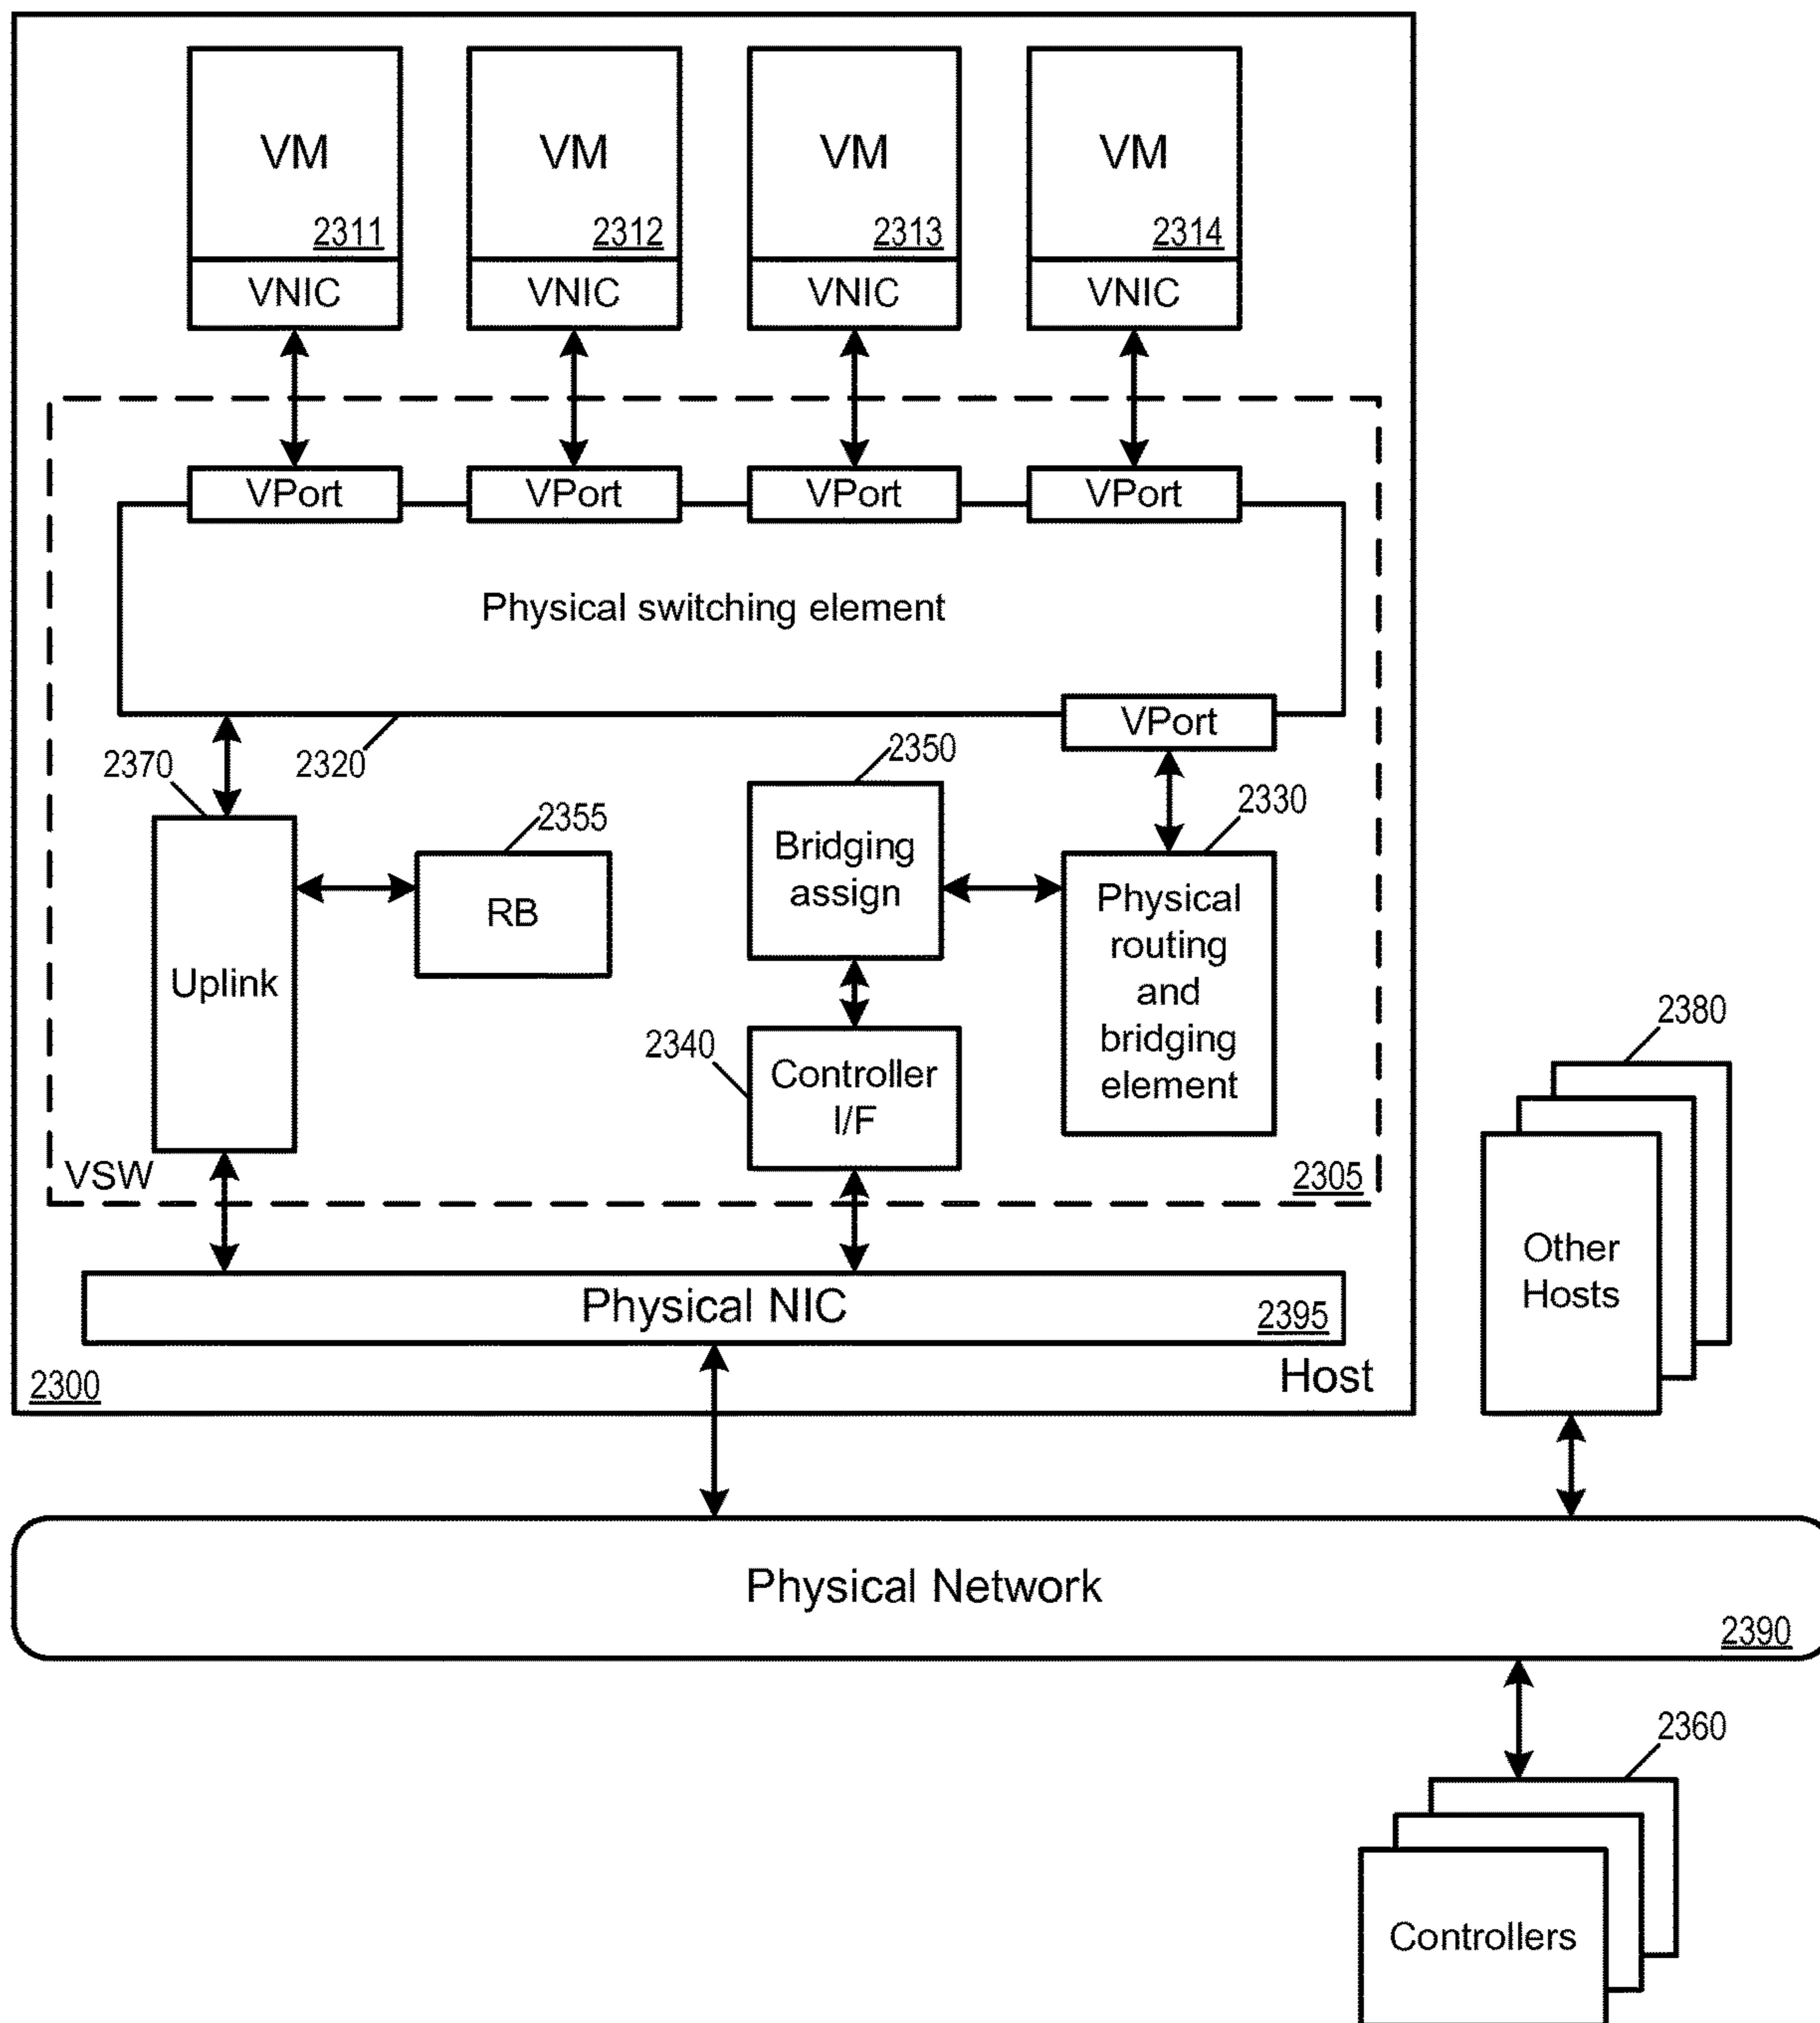 VM VM VM VM
2311 2312 2313 2314
VNIC VNIC VNIC VNIC
VPort VPort VPort VPort
Physical switching element
VPort
2370 2320 2350
2355 2330
Bridging
assign
RB
Physical
routing
and
bridging
element
Uplink
2340
Controller
I/F
VSW 2305
Physical NIC 2395
2300 Host
2380
Other
Hosts
Physical Network
2390
2360
Controllers